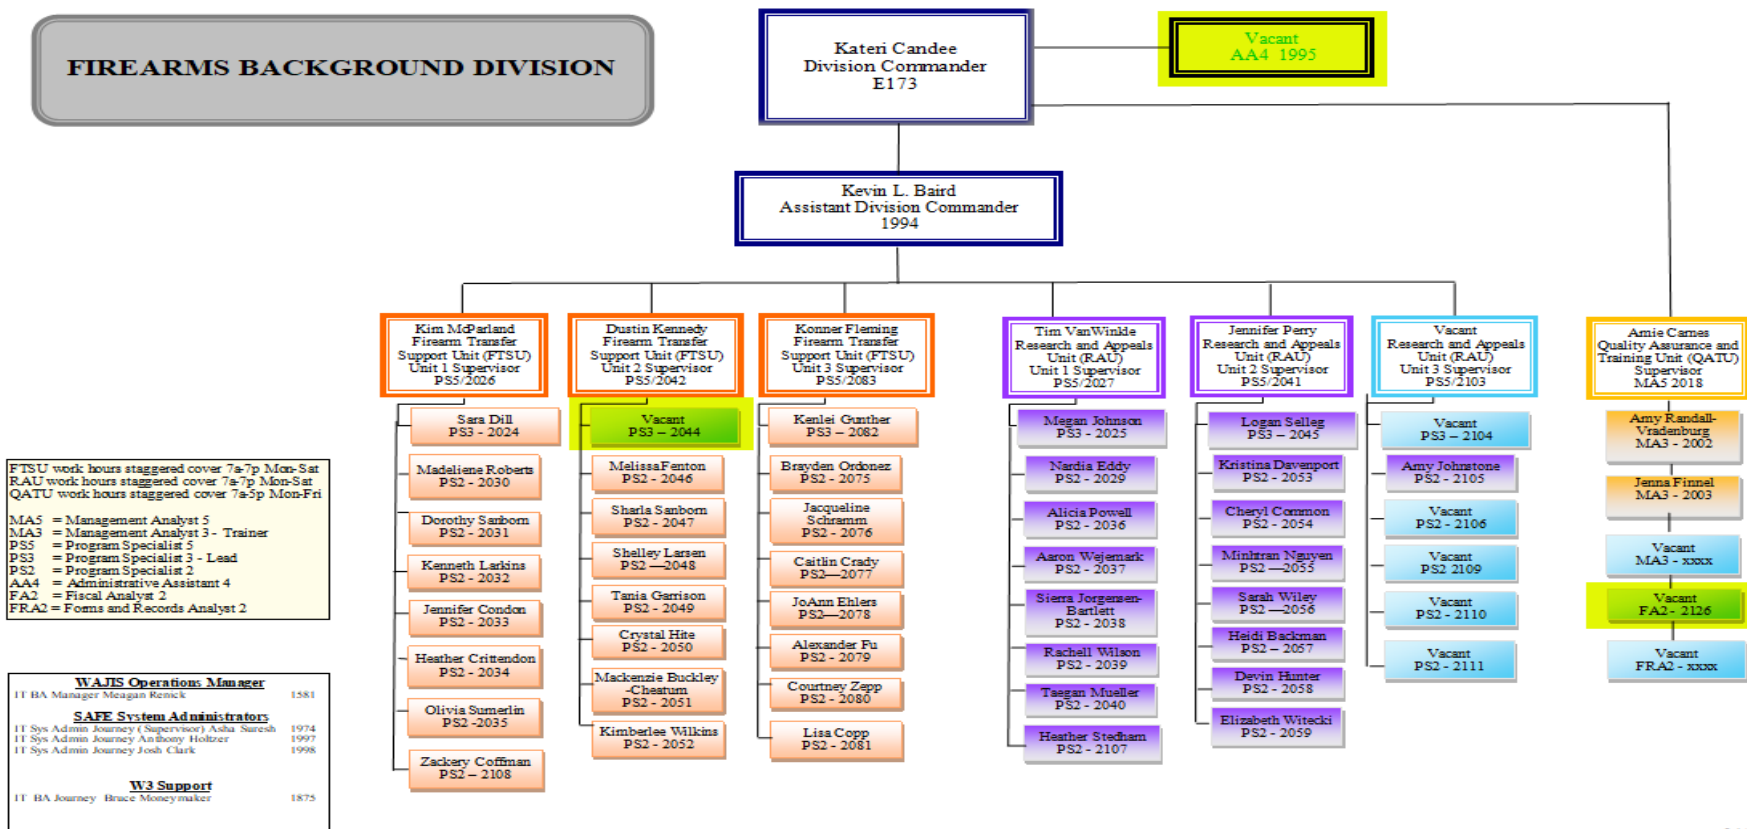 FIREARMS BACKGROUND DIVISION
Kateri Candee
Division Commander
E173
Vacant
AA4 1995
Kevin L. Baird
Assistant Division Commander
1994
Kim McParland
Firearm Transfer
Support Unit (FTSU)
Unit 1 Supervisor
PS5/2026
Sara Dill
PS3 - 2024
Madeliene Roberts
PS2 - 2030
Dorothy Sanborn
PS2 - 2031
Kenneth Larkins
PS2 - 2032
Jennifer Condon
PS2 - 2033
Heather Crittendon
PS2 - 2034
Olivia Sumerlin
PS2 -2035
Zackery Coffman
PS2 – 2108
Dustin Kennedy
Firearm Transfer
Support Unit (FTSU)
Unit 2 Supervisor
PS5/2042
Vacant
PS3 – 2044
MelissaFenton
PS2 - 2046
Sharla Sanborn
PS2 - 2047
Shelley Larsen
PS2 —2048
Tania Garrison
PS2 - 2049
Crystal Hite
PS2 - 2050
Mackenzie Buckley
-Cheatum
PS2 - 2051
Kimberlee Wilkins
PS2 - 2052
Konner Fleming
Firearm Transfer
Support Unit (FTSU)
Unit 3 Supervisor
PS5/2083
Kenlei Gunther
PS3 – 2082
Brayden Ordonez
PS2 - 2075
Jacqueline
Schramm
PS2 - 2076
Caitlin Crady
PS2—2077
JoAnn Ehlers
PS2—2078
Alexander Fu
PS2 - 2079
Courtney Zepp
PS2 - 2080
Lisa Copp
PS2 - 2081
Tim VanWinkle
Research and Appeals
Unit (RAU)
Unit 1 Supervisor
PS5/2027
Megan Johnson
PS3 - 2025
Nardia Eddy
PS2 - 2029
Alicia Powell
PS2 - 2036
Aaron Wejemark
PS2 - 2037
Sierra Jorgensen-
Bartlett
PS2 - 2038
Rachell Wilson
PS2 - 2039
Taegan Mueller
PS2 - 2040
Heather Stedham
PS2 - 2107
Jennifer Perry
Research and Appeals
Unit (RAU)
Unit 2 Supervisor
PS5/2041
Logan Selleg
PS3 – 2045
Kristina Davenport
PS2 - 2053
Cheryl Common
PS2 - 2054
Minhtran Nguyen
PS2 —2055
Sarah Wiley
PS2 —2056
Heidi Backman
PS2 – 2057
Devin Hunter
PS2 - 2058
Elizabeth Witecki
PS2 - 2059
Vacant
Research and Appeals
Unit (RAU)
Unit 3 Supervisor
PS5/2103
Vacant
PS3 – 2104
Amy Johnstone
PS2 - 2105
Vacant
PS2 - 2106
Vacant
PS2 2109
Vacant
PS2 - 2110
Vacant
PS2 - 2111
Amie Carnes
Quality Assurance and
Training Unit (QATU)
Supervisor
MA5 2018
Amy Randall-
Vradenburg
MA3 - 2002
Jenna Finnel
MA3 - 2003
Vacant
MA3 - xxxx
Vacant
FA2 - 2126
Vacant
FRA2 - xxxx
FTSU work hours staggered cover 7a-7p Mon-Sat
RAU work hours staggered cover 7a-7p Mon-Sat
QATU work hours staggered cover 7a-5p Mon-Fri
MA5 = Management Analyst 5
MA3 = Management Analyst 3 - Trainer
PS5 = Program Specialist 5
PS3 = Program Specialist 3 - Lead
PS2 = Program Specialist 2
AA4 = Administrative Assistant 4
FA2 = Fiscal Analyst 2
FRA2 = Forms and Records Analyst 2
WAJIS Operations Manager
IT BA Manager Meagan Renick 1581
SAFE System Administrators
IT Sys Admin Journey (Supervisor) Asha Suresh 1974
IT Sys Admin Journey Anthony Holtzer 1997
IT Sys Admin Journey Josh Clark 1998
W3 Support
IT BA Journey Bruce Moneymaker 1875